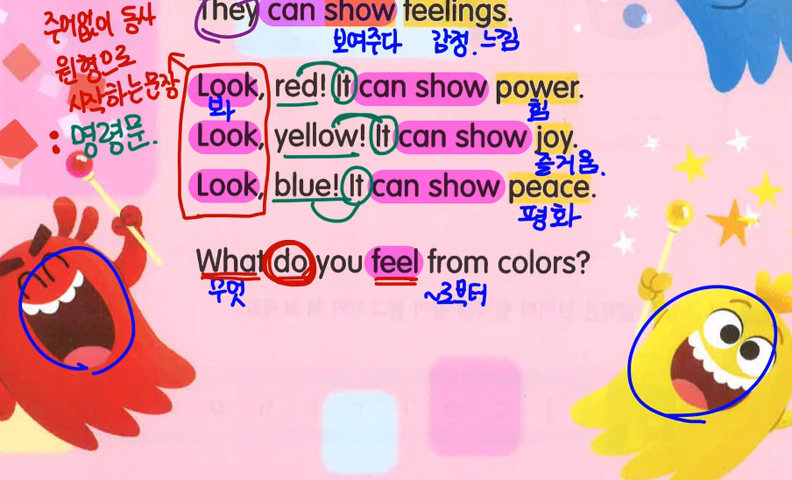 They can show feelings.
보여주다 감정. 느낌
주어없이 동사
원형으로
시작하는문장
: 명령문.
Look, red! It can show power.
봐 힘
Look, yellow! It can show joy.
즐거움.
Look, blue! It can show peace.
평화
What do you feel from colors?
무엇 ~로부터